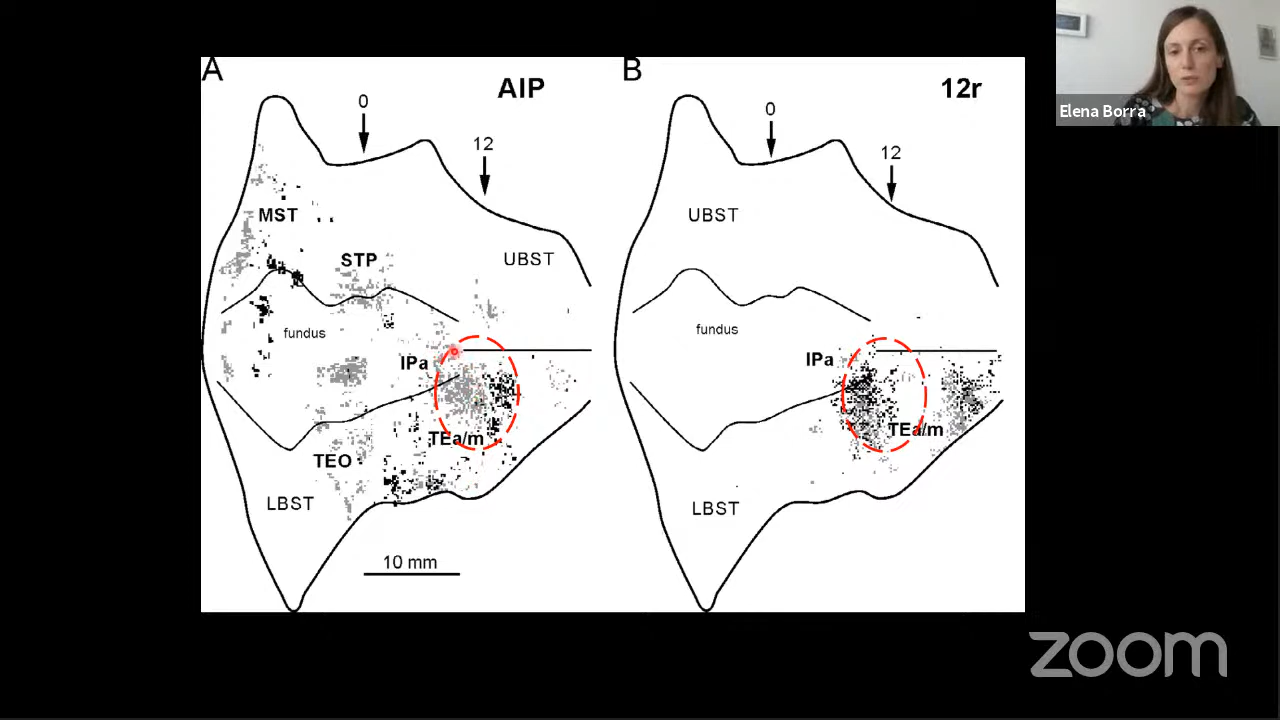 A
AIP
0
12
MST
STP
UBST
fundus
IPa
TEa/m
TEO
LBST
10 mm
B
12r
0
12
UBST
fundus
IPa
TEa/m
LBST
Elena Borra
zoom